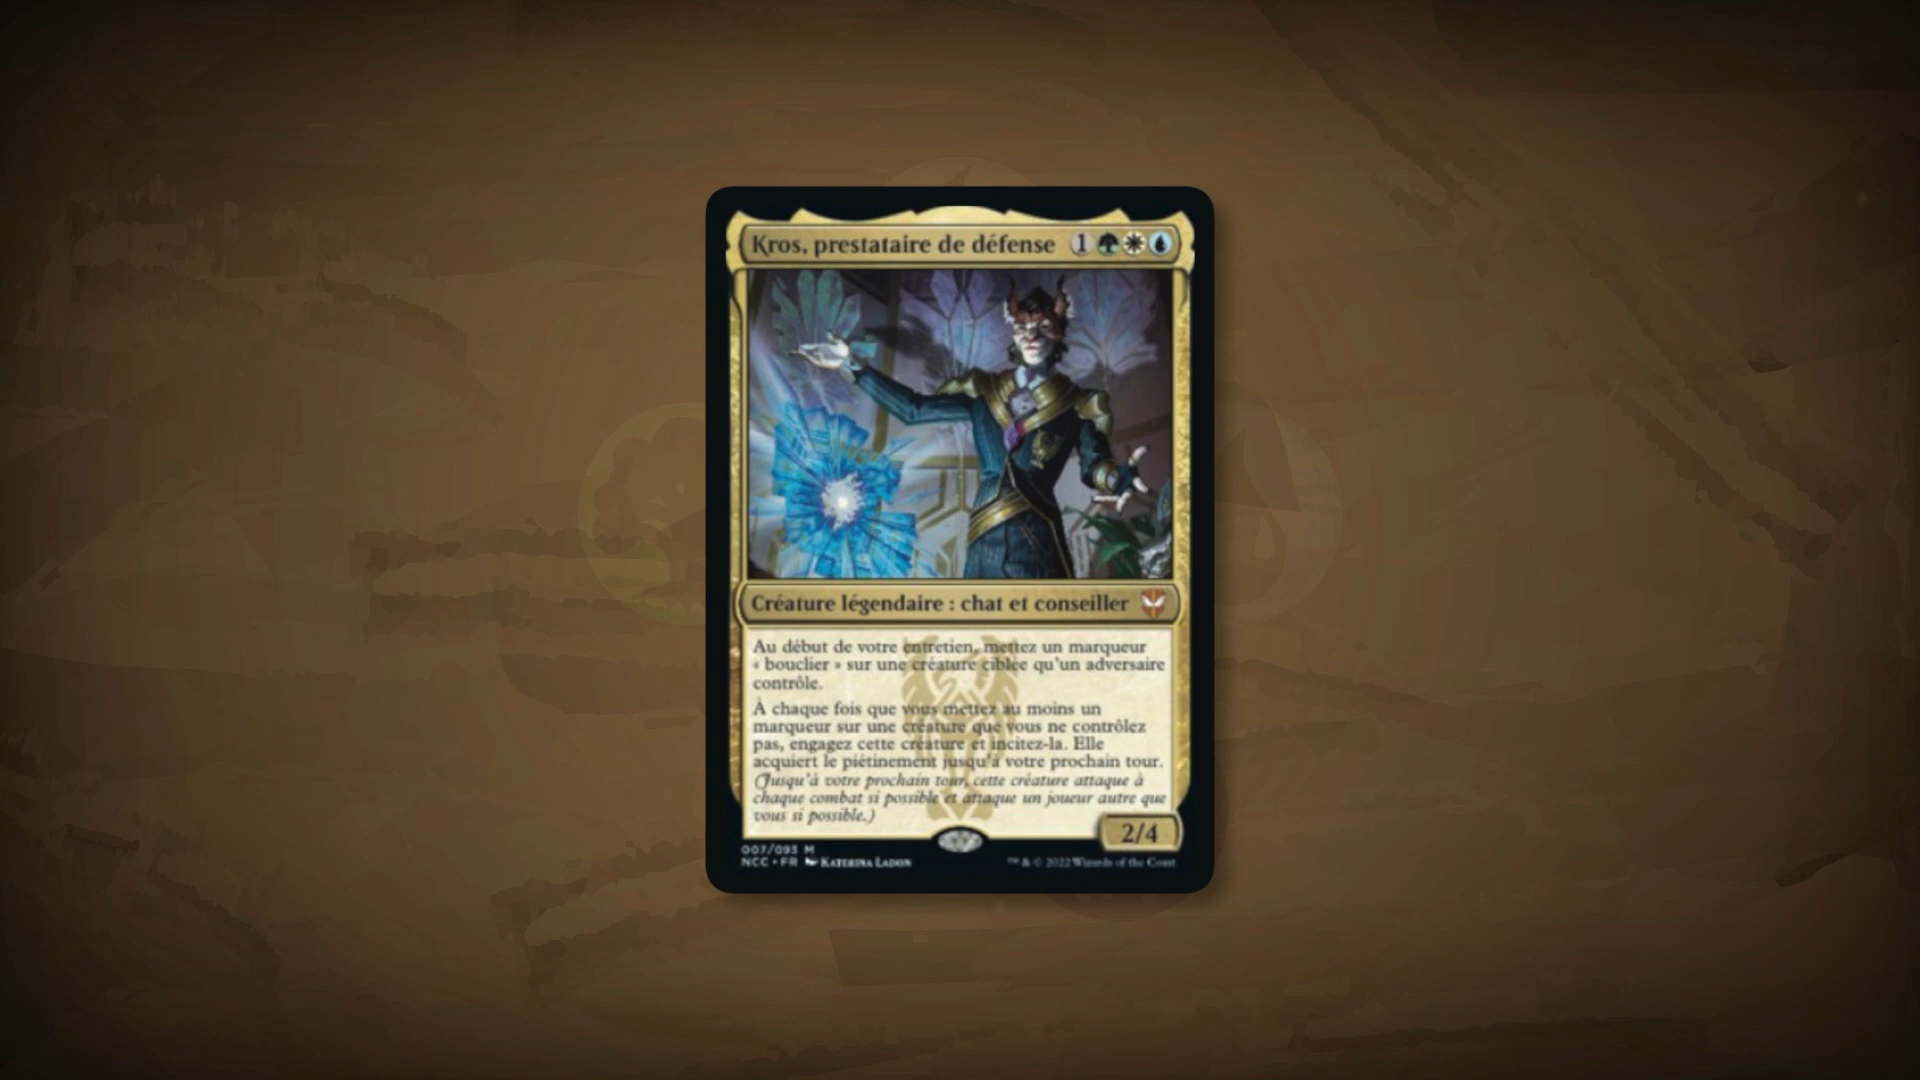 Kros, prestataire de défense 1
Créature légendaire : chat et conseiller
Au début de votre entretien, mettez un marqueur
« bouclier » sur une créature ciblée qu'un adversaire
contrôle.
À chaque fois que vous mettez au moins un
marqueur sur une créature que vous ne contrôlez
pas, engagez cette créature et incitez-la. Elle
acquiert le piétinement jusqu'à votre prochain tour.
(Jusqu'à votre prochain tour, cette créature attaque à
chaque combat si possible et attaque un joueur autre que
vous si possible.)
2/4
007/093 M
NCC • FR Katerina Ladon
™ & © 2022 Wizards of the Coast